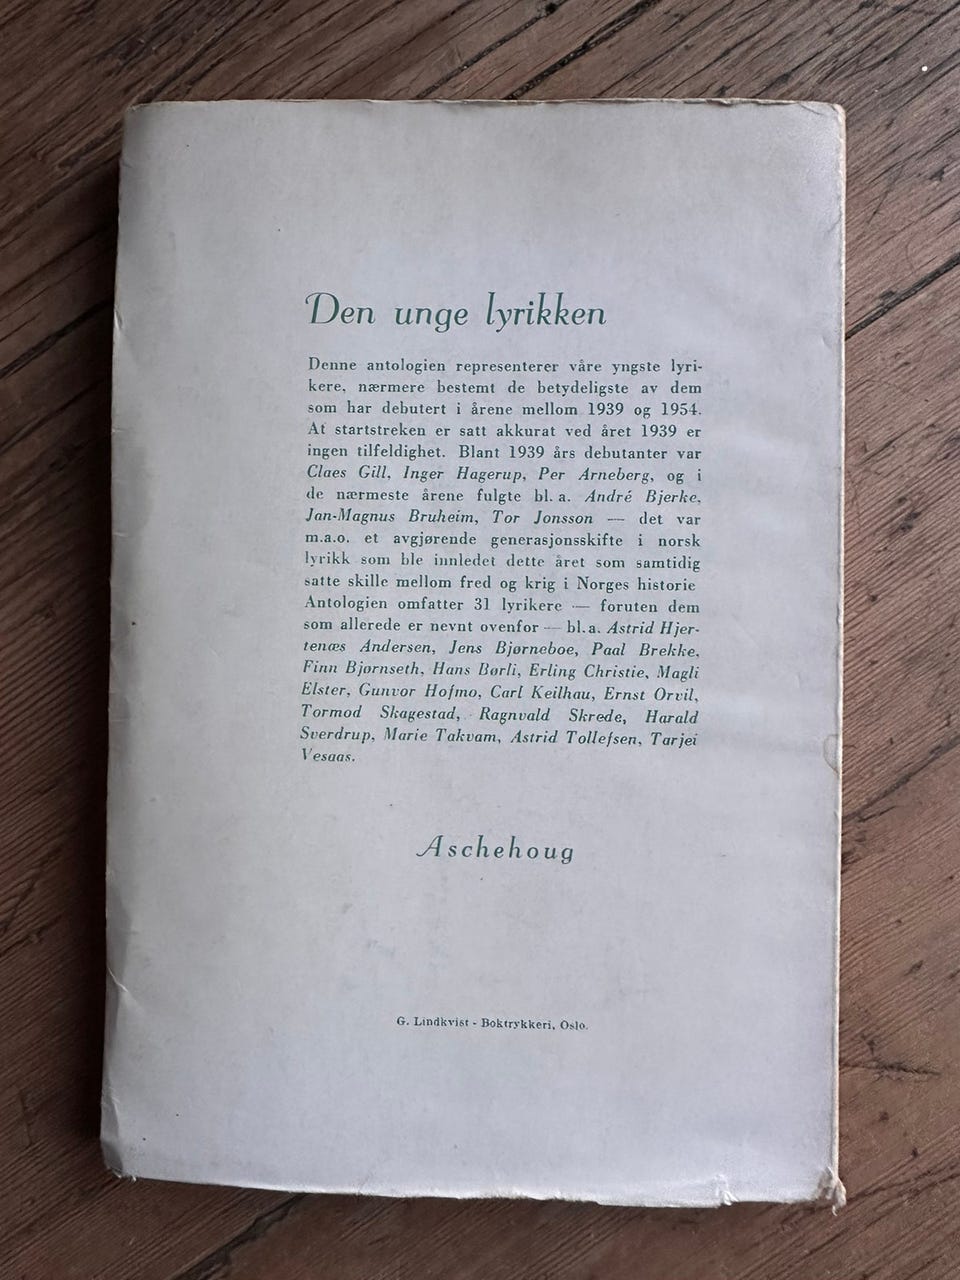 Den unge lyrikken
Denne antologien representerer våre yngste lyri-
kere, nærmere bestemt de betydeligste av dem
som har debutert i årene mellom 1939 og 1954.
At startstreken er satt akkurat ved året 1939 er
ingen tilfeldighet. Blant 1939 års debutanter var
Claes Gill, Inger Hagerup, Per Arneberg, og i
de nærmeste årene fulgte bl. a. André Bjerke,
Jan-Magnus Bruheim, Tor Jonsson — det var
m.a.o. et avgjørende generasjonsskifte i norsk
lyrikk som ble innledet dette året som samtidig
satte skille mellom fred og krig i Norges historie
Antologien omfatter 31 lyrikere — foruten dem
som allerede er nevnt ovenfor — bl. a. Astrid Hjer-
tenæs Andersen, Jens Bjørneboe, Paal Brekke,
Finn Bjørnseth, Hans Børli, Erling Christie, Magli
Elster, Gunvor Hofmo, Carl Keilhau, Ernst Orvil,
Tormod Skagestad, Ragnvald Skrede, Harald
Sverdrup, Marie Takvam, Astrid Tollefsen, Tarjei
Vesaas.
Aschehoug
G. Lindkvist - Boktrykkeri, Oslo.